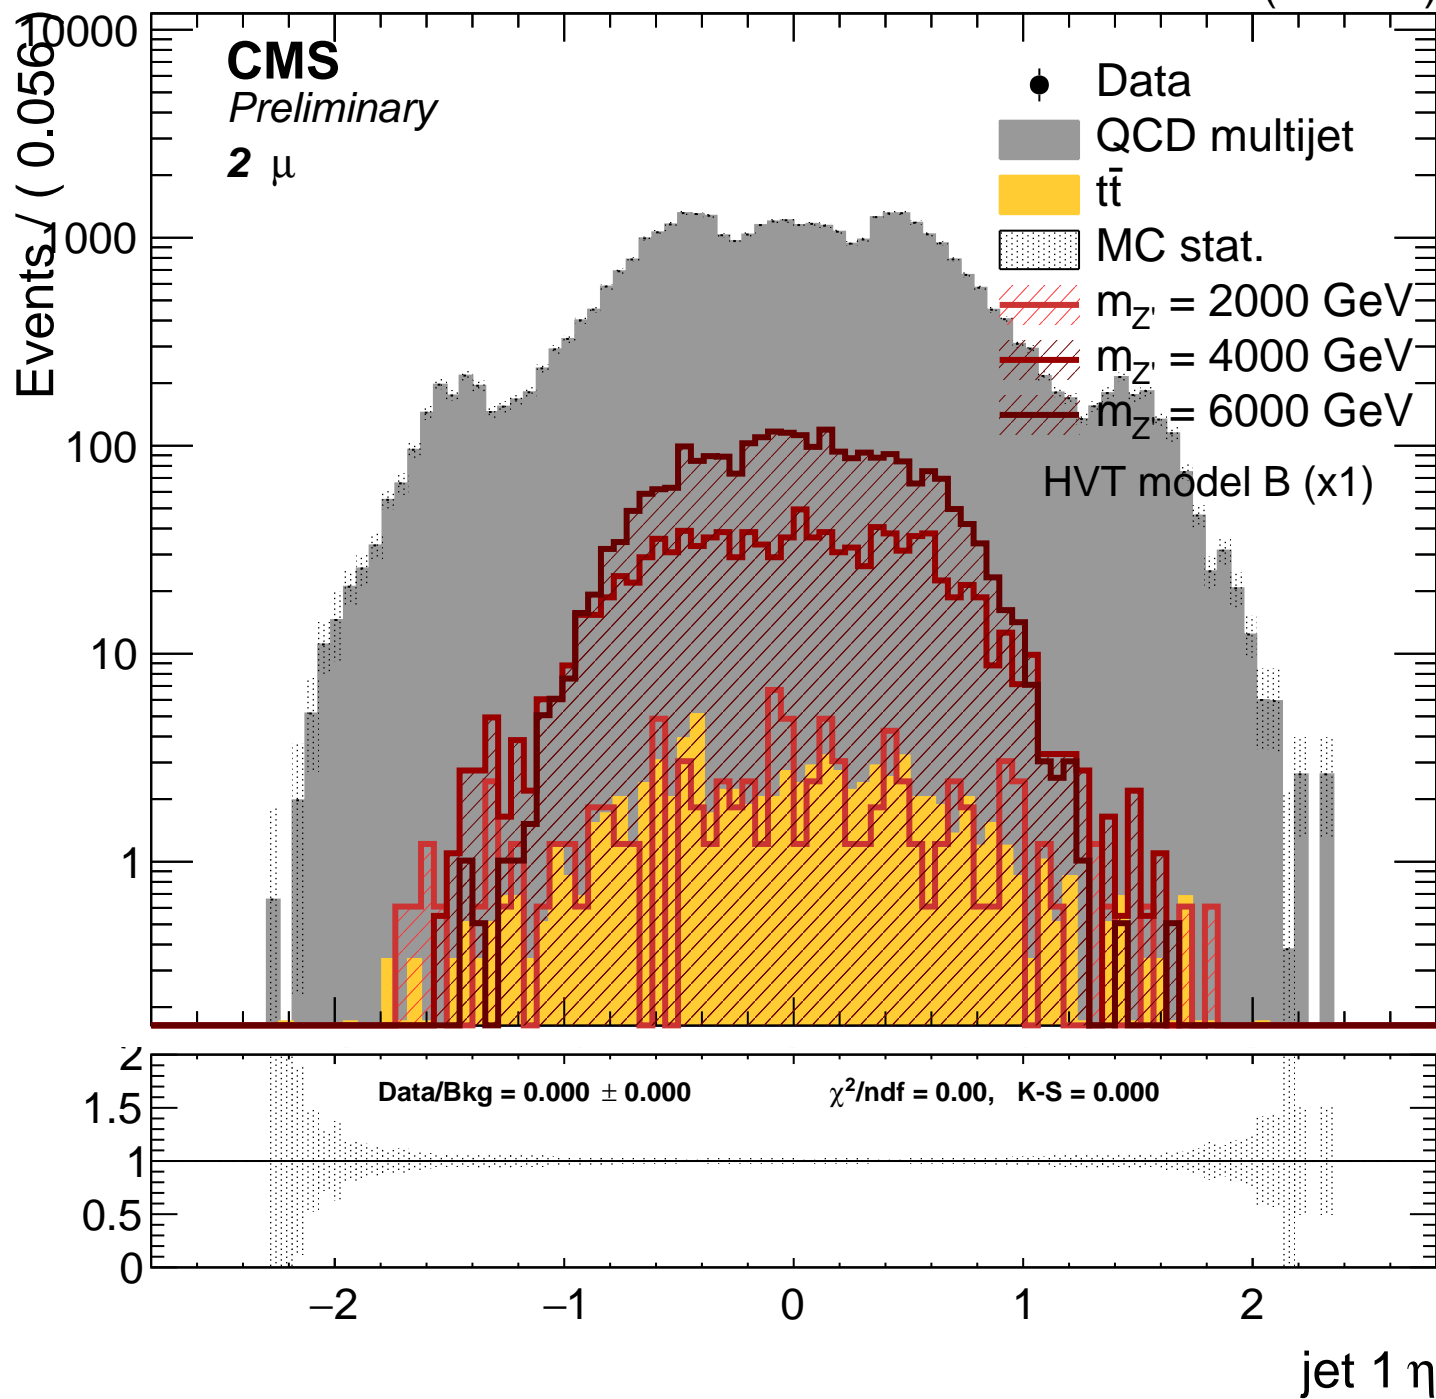 Events / ( 0.056 )
CMS
Preliminary
2 μ
Data
QCD multijet
tt̄
MC stat.
m_Z' = 2000 GeV
m_Z' = 4000 GeV
m_Z' = 6000 GeV
HVT model B (x1)
10000
1000
100
10
1
Data/Bkg = 0.000 ± 0.000
χ²/ndf = 0.00, K-S = 0.000
2
1.5
1
0.5
0
−2 −1 0 1 2
jet 1 η